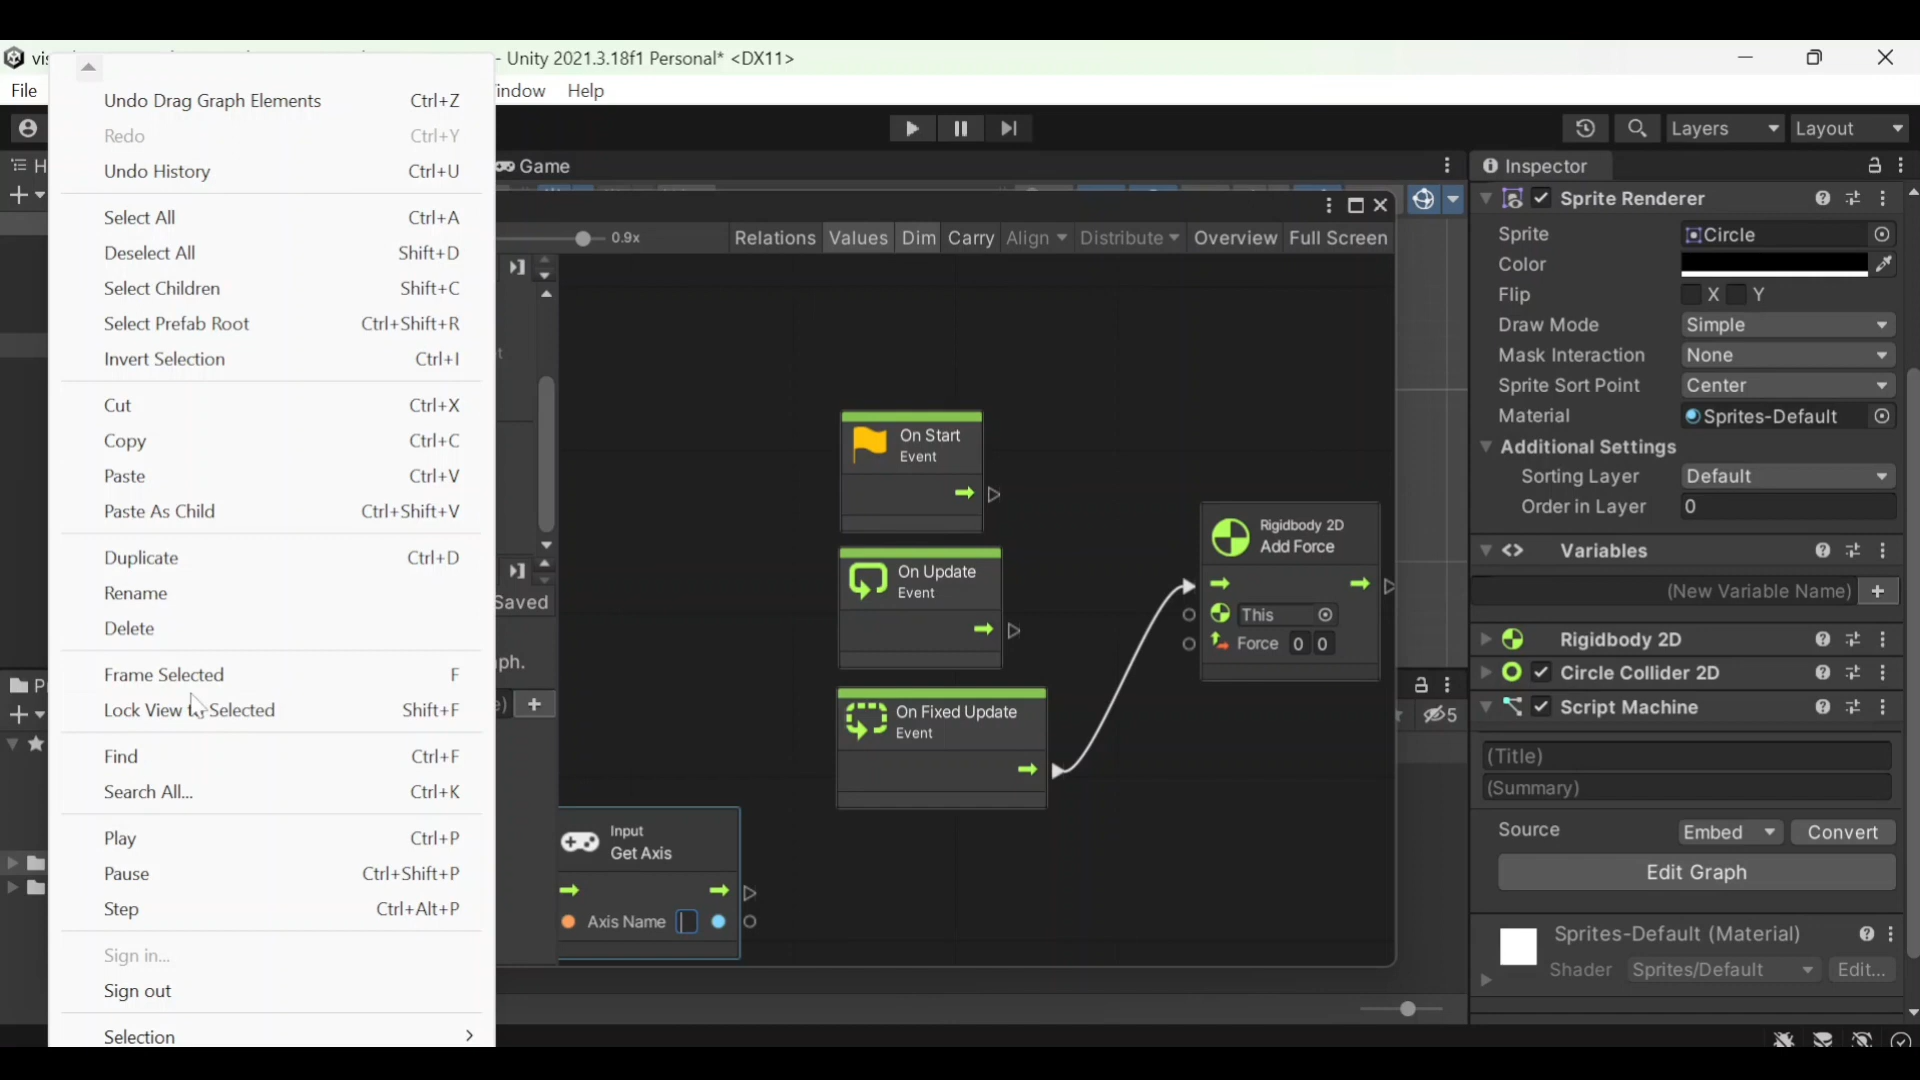 - Unity 2021.3.18f1 Personal* <DX11>
File
Help
Undo Drag Graph Elements Ctrl+Z
Redo Ctrl+Y
Undo History Ctrl+U
Select All Ctrl+A
Deselect All Shift+D
Select Children Shift+C
Select Prefab Root Ctrl+Shift+R
Invert Selection Ctrl+I
Cut Ctrl+X
Copy Ctrl+C
Paste Ctrl+V
Paste As Child Ctrl+Shift+V
Duplicate Ctrl+D
Rename
Delete
Frame Selected F
Lock View to Selected Shift+F
Find Ctrl+F
Search All... Ctrl+K
Play Ctrl+P
Pause Ctrl+Shift+P
Step Ctrl+Alt+P
Sign in...
Sign out
Selection
Layers
Layout
Game
0.9x
Relations Values Dim Carry Align Distribute Overview Full Screen
Saved
On Start
Event
On Update
Event
On Fixed Update
Event
Rigidbody 2D
Add Force
This
Force 0 0
Input
Get Axis
Axis Name
5
Inspector
Sprite Renderer
Sprite Circle
Color
Flip X Y
Draw Mode Simple
Mask Interaction None
Sprite Sort Point Center
Material Sprites-Default
Additional Settings
Sorting Layer Default
Order in Layer 0
Variables
(New Variable Name) +
Rigidbody 2D
Circle Collider 2D
Script Machine
(Title)
(Summary)
Source Embed Convert
Edit Graph
Sprites-Default (Material)
Shader Sprites/Default Edit...